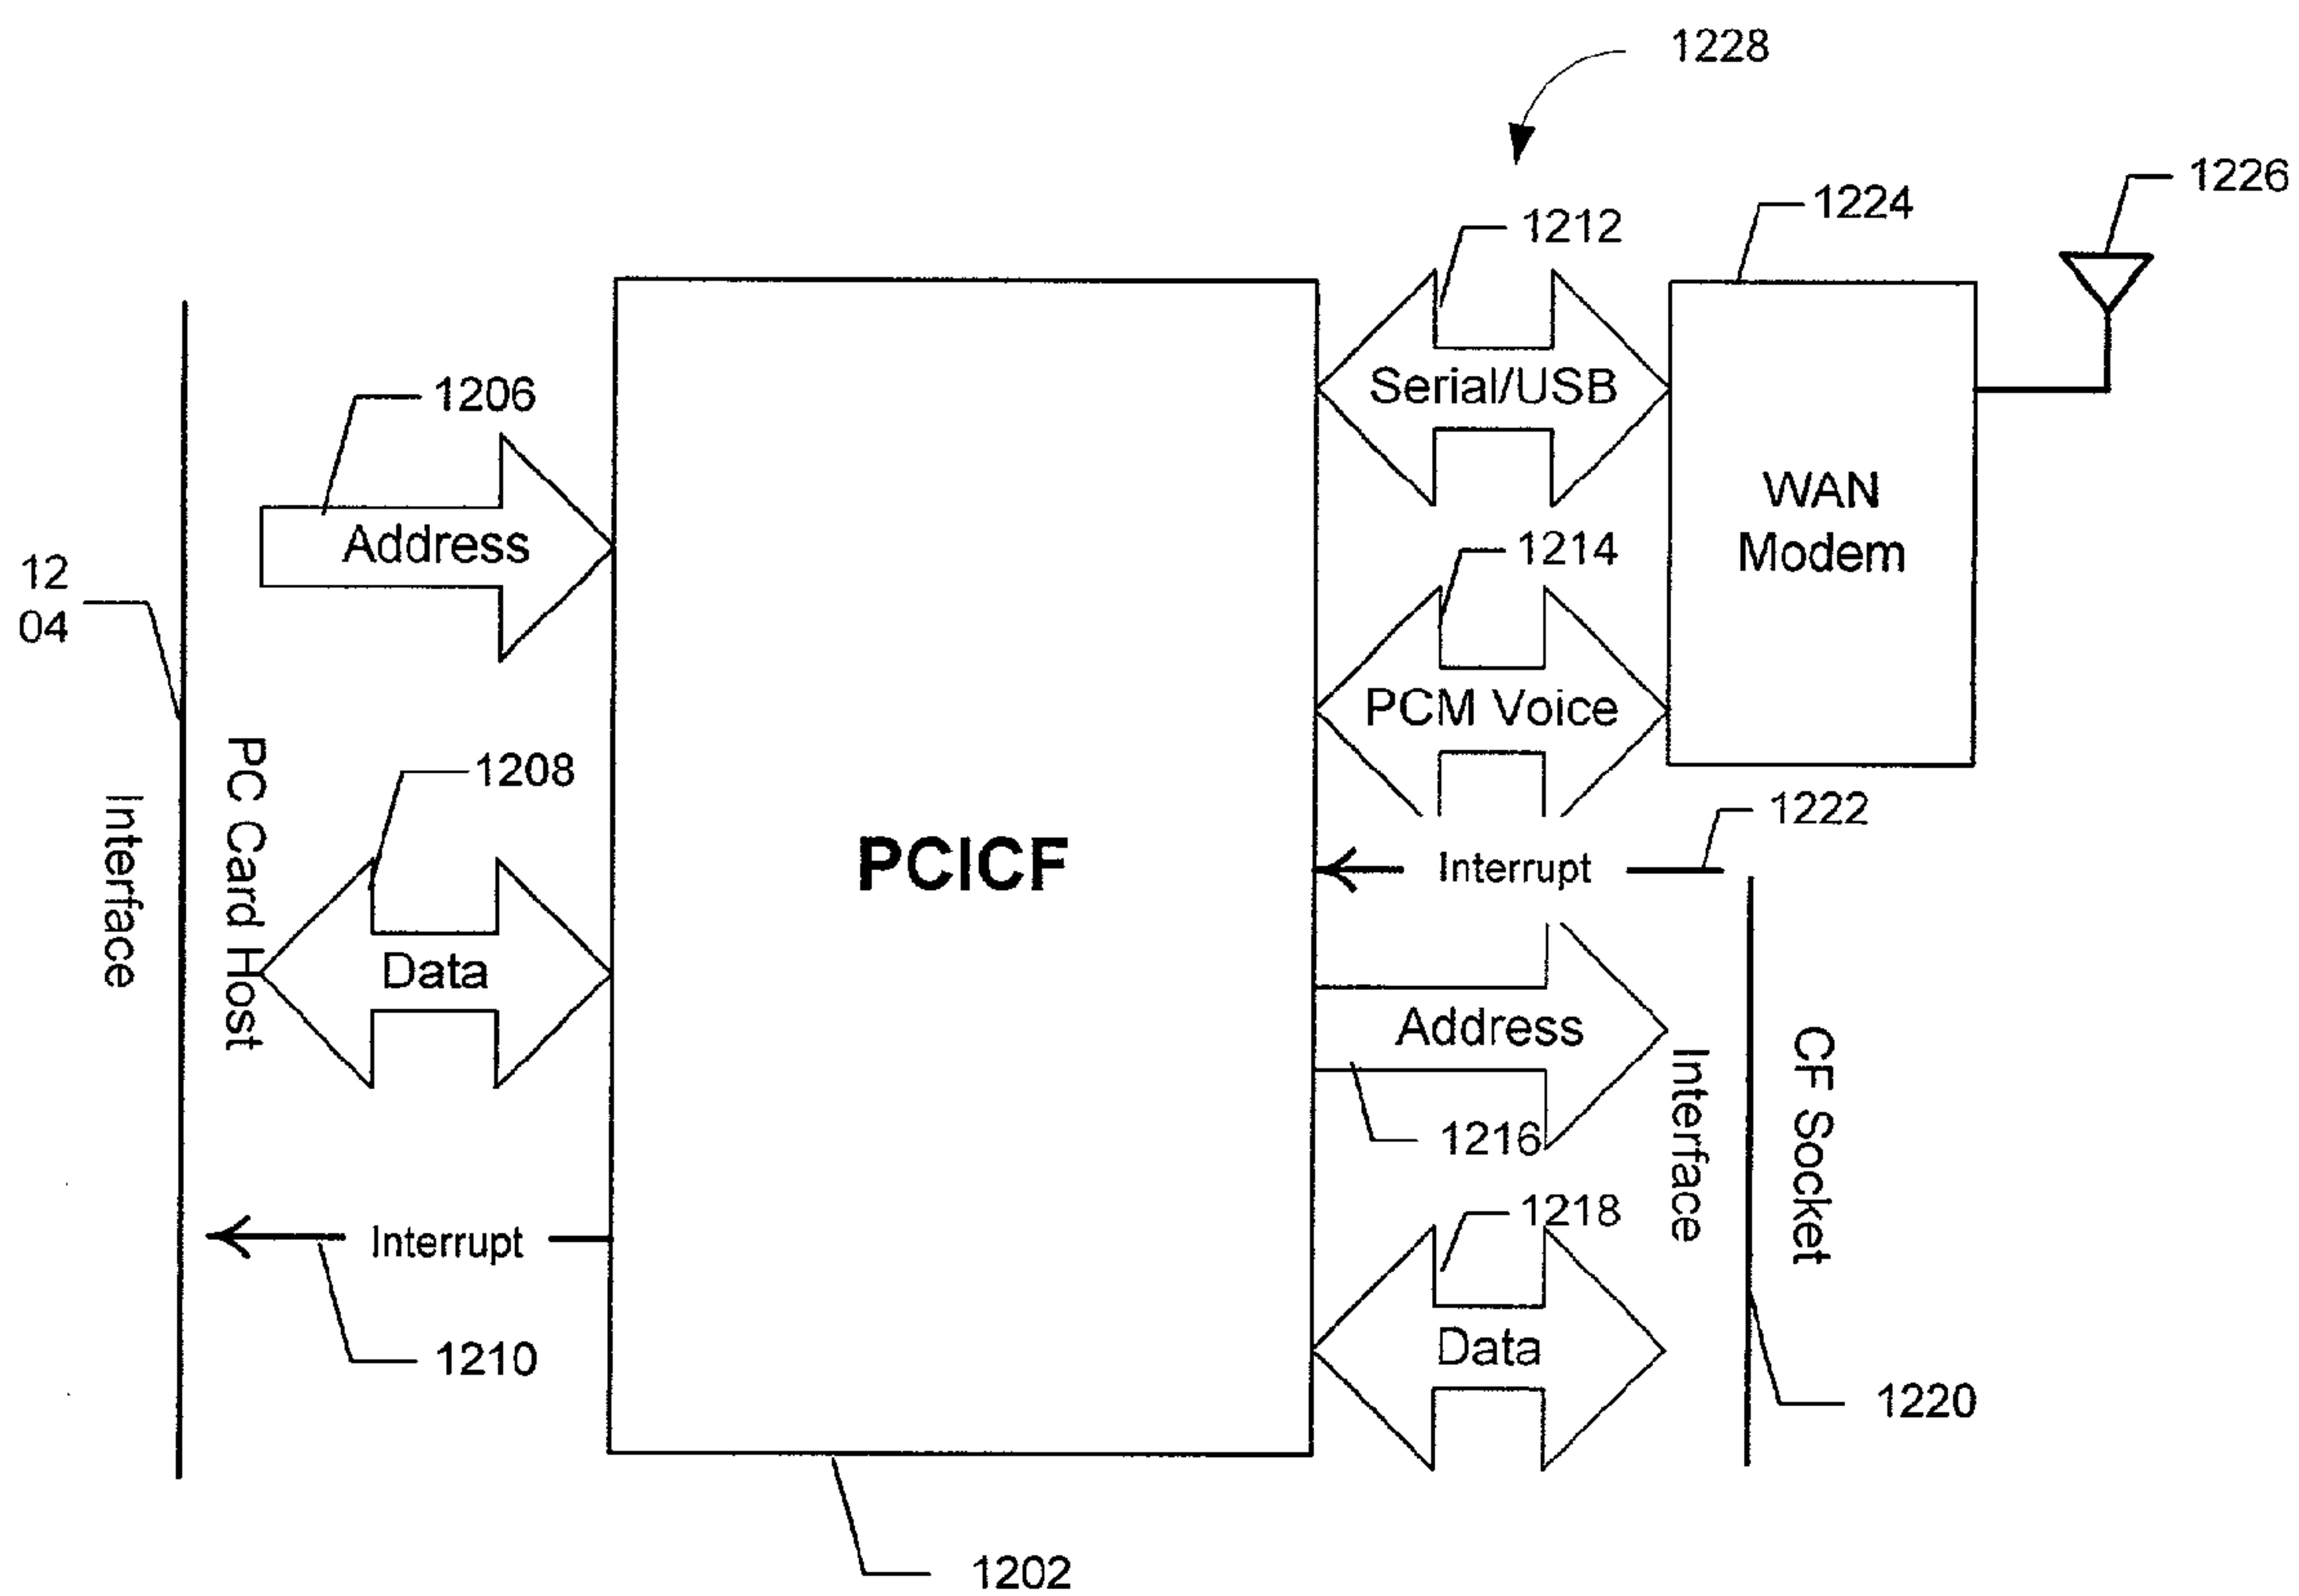 1228
1226
1224
1212
1206
Serial/USB
WAN
Modem
Address
1214
12
04
PCM Voice
1208
1222
PC Card Host
Interface
PCICF
Interrupt
Data
Address
CF Socket
Interface
1216
1218
Interrupt
Data
1210
1220
1202